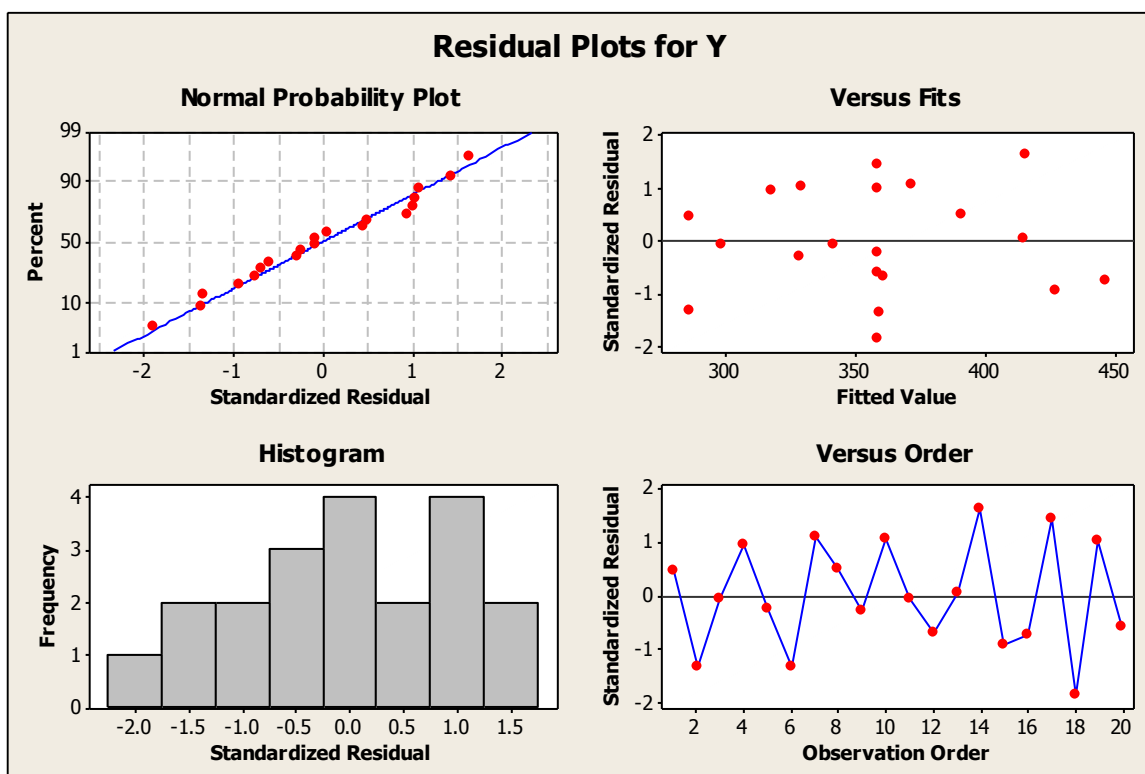 Residual Plots for Y
Normal Probability Plot
99
90
50
10
1
Percent
-2 -1 0 1 2
Standardized Residual
Versus Fits
2
1
0
-1
-2
Standardized Residual
300 350 400 450
Fitted Value
Histogram
4
3
2
1
0
Frequency
-2.0 -1.5 -1.0 -0.5 0.0 0.5 1.0 1.5
Standardized Residual
Versus Order
2
1
0
-1
-2
Standardized Residual
2 4 6 8 10 12 14 16 18 20
Observation Order